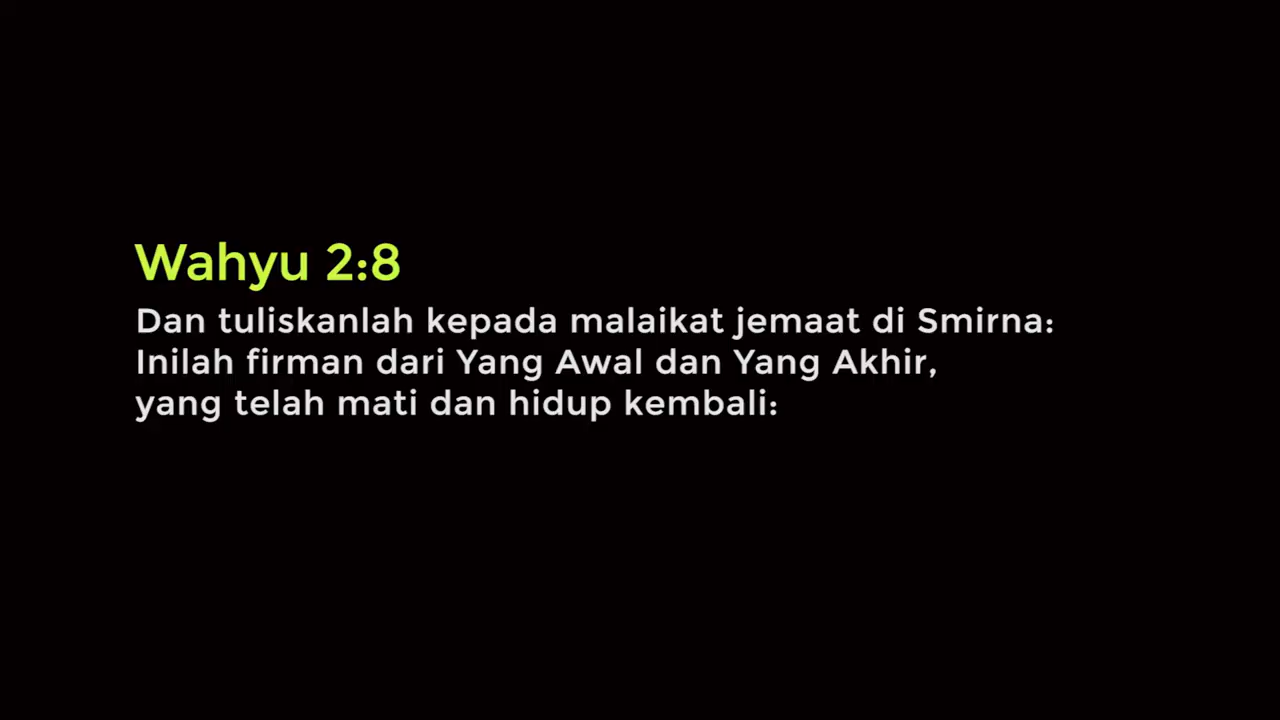 Wahyu 2:8
Dan tuliskanlah kepada malaikat jemaat di Smirna:
Inilah firman dari Yang Awal dan Yang Akhir,
yang telah mati dan hidup kembali: